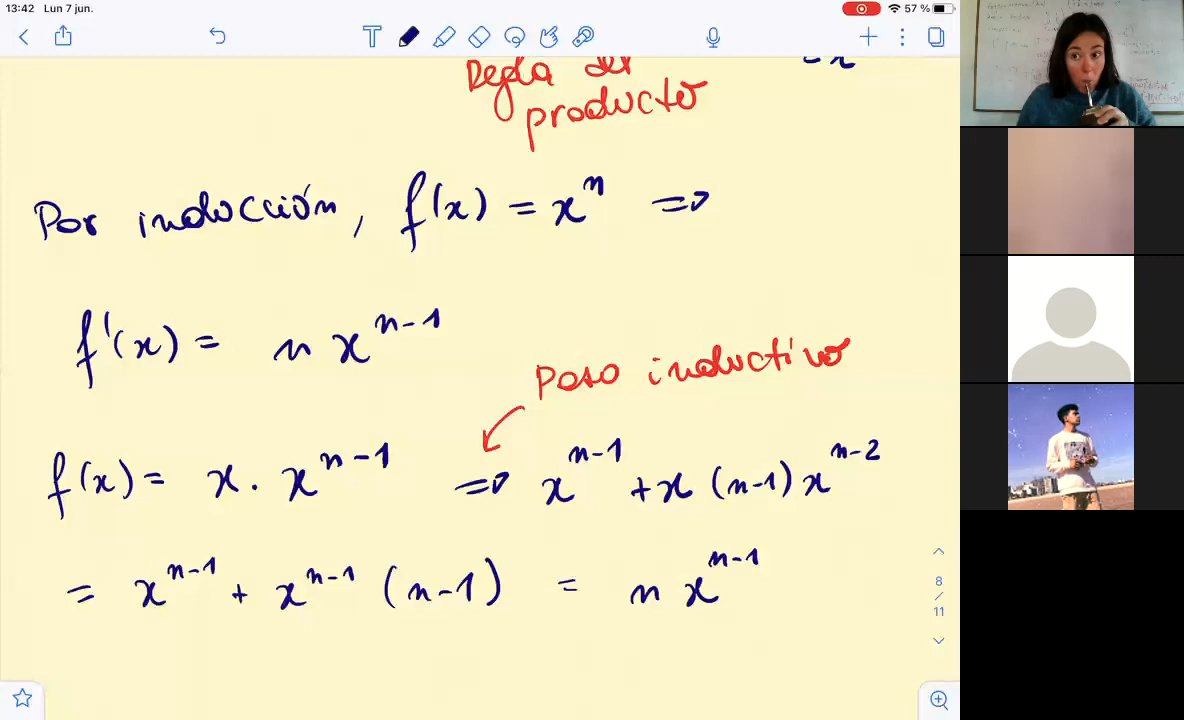 13:42 Lun 7 jun.
57 %
Regla del
producto
Por inducción, f(x) = x^n ⇒
f'(x) = n x^{n-1}
Paso inductivo
f(x) = x · x^{n-1} ⇒ x^{n-1} + x (n-1) x^{n-2}
= x^{n-1} + x^{n-1} (n-1) = n x^{n-1}
8
/
11